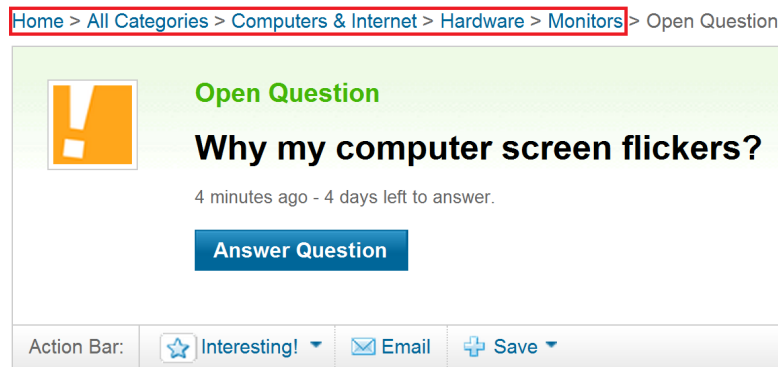 Home > All Categories > Computers & Internet > Hardware > Monitors > Open Question
Open Question
Why my computer screen flickers?
4 minutes ago - 4 days left to answer.
Answer Question
Action Bar: Interesting! Email Save